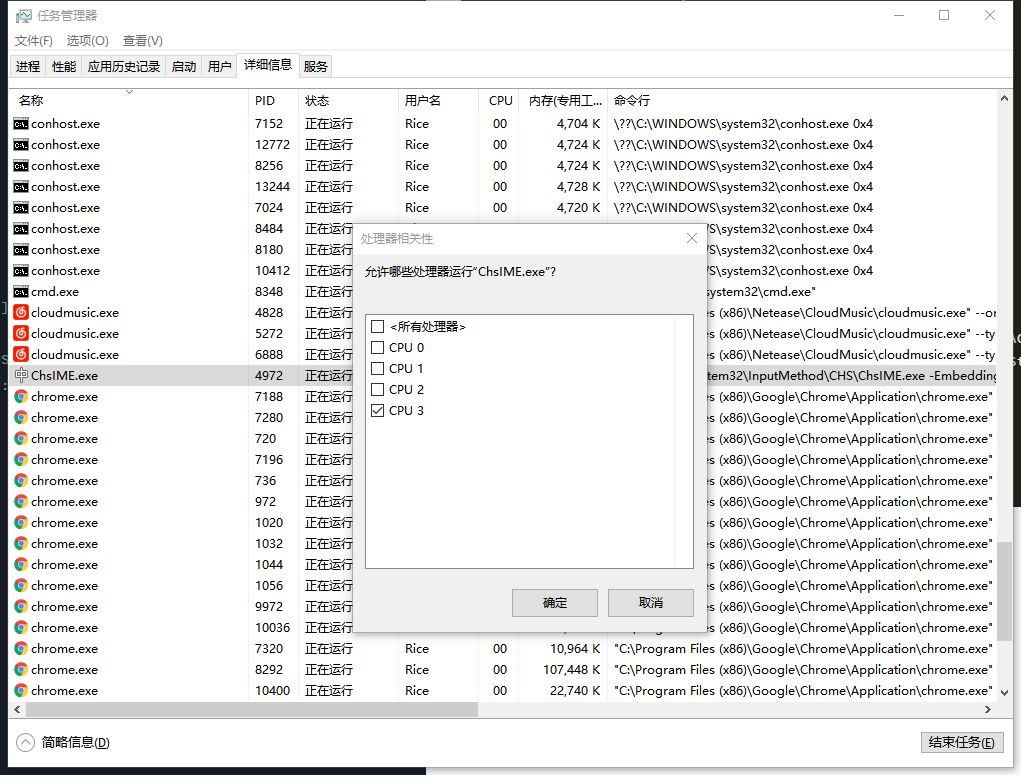 任务管理器
文件(F) 选项(O) 查看(V)
进程 性能 应用历史记录 启动 用户 详细信息 服务
名称 PID 状态 用户名 CPU 内存(专用工... 命令行
conhost.exe 7152 正在运行 Rice 00 4,704 K \??\C:\WINDOWS\system32\conhost.exe 0x4
conhost.exe 12772 正在运行 Rice 00 4,724 K \??\C:\WINDOWS\system32\conhost.exe 0x4
conhost.exe 8256 正在运行 Rice 00 4,724 K \??\C:\WINDOWS\system32\conhost.exe 0x4
conhost.exe 13244 正在运行 Rice 00 4,728 K \??\C:\WINDOWS\system32\conhost.exe 0x4
conhost.exe 7024 正在运行 Rice 00 4,720 K \??\C:\WINDOWS\system32\conhost.exe 0x4
conhost.exe 8484 正在运行 system32\conhost.exe 0x4
conhost.exe 8180 正在运行 system32\conhost.exe 0x4
conhost.exe 10412 正在运行 system32\conhost.exe 0x4
cmd.exe 8348 正在运行 system32\cmd.exe"
cloudmusic.exe 4828 正在运行 (x86)\Netease\CloudMusic\cloudmusic.exe" --or
cloudmusic.exe 5272 正在运行 (x86)\Netease\CloudMusic\cloudmusic.exe" --ty
cloudmusic.exe 6888 正在运行 (x86)\Netease\CloudMusic\cloudmusic.exe" --ty
ChsIME.exe 4972 正在运行 tem32\InputMethod\CHS\ChsIME.exe -Embedding
chrome.exe 7188 正在运行 (x86)\Google\Chrome\Application\chrome.exe"
chrome.exe 7280 正在运行 (x86)\Google\Chrome\Application\chrome.exe"
chrome.exe 720 正在运行 (x86)\Google\Chrome\Application\chrome.exe"
chrome.exe 7196 正在运行 (x86)\Google\Chrome\Application\chrome.exe"
chrome.exe 736 正在运行 (x86)\Google\Chrome\Application\chrome.exe"
chrome.exe 972 正在运行 (x86)\Google\Chrome\Application\chrome.exe"
chrome.exe 1020 正在运行 (x86)\Google\Chrome\Application\chrome.exe"
chrome.exe 1032 正在运行 (x86)\Google\Chrome\Application\chrome.exe"
chrome.exe 1044 正在运行 (x86)\Google\Chrome\Application\chrome.exe"
chrome.exe 1056 正在运行 (x86)\Google\Chrome\Application\chrome.exe"
chrome.exe 9972 正在运行 (x86)\Google\Chrome\Application\chrome.exe"
chrome.exe 10036 正在运行 (x86)\Google\Chrome\Application\chrome.exe"
chrome.exe 7320 正在运行 Rice 00 10,964 K "C:\Program Files (x86)\Google\Chrome\Application\chrome.exe"
chrome.exe 8292 正在运行 Rice 00 107,448 K "C:\Program Files (x86)\Google\Chrome\Application\chrome.exe"
chrome.exe 10400 正在运行 Rice 00 22,740 K "C:\Program Files (x86)\Google\Chrome\Application\chrome.exe"
处理器相关性
允许哪些处理器运行"ChsIME.exe"?
<所有处理器>
CPU 0
CPU 1
CPU 2
CPU 3
确定 取消
简略信息(D) 结束任务(E)